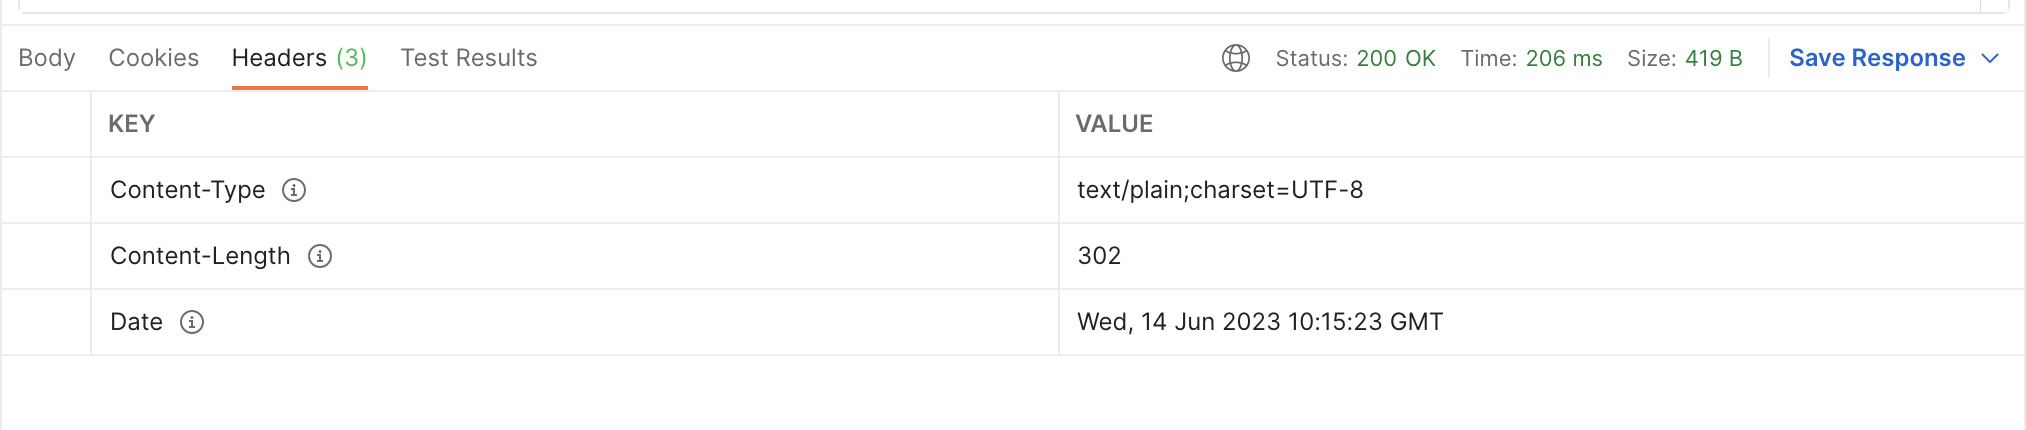 Body Cookies Headers (3) Test Results Status: 200 OK Time: 206 ms Size: 419 B Save Response
KEY VALUE
Content-Type text/plain;charset=UTF-8
Content-Length 302
Date Wed, 14 Jun 2023 10:15:23 GMT